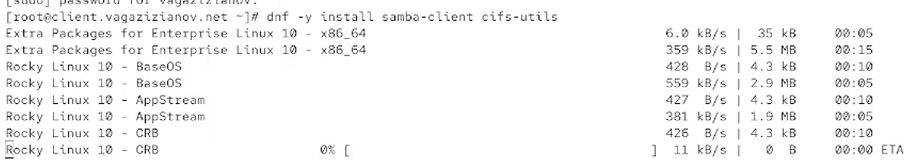 [sudo] password for vagazizianov:
[root@client.vagazizianov.net ~]# dnf -y install samba-client cifs-utils
Extra Packages for Enterprise Linux 10 - x86_64 6.0 kB/s | 35 kB 00:05
Extra Packages for Enterprise Linux 10 - x86_64 359 kB/s | 5.5 MB 00:15
Rocky Linux 10 - BaseOS 428 B/s | 4.3 kB 00:10
Rocky Linux 10 - BaseOS 559 kB/s | 2.9 MB 00:05
Rocky Linux 10 - AppStream 427 B/s | 4.3 kB 00:10
Rocky Linux 10 - AppStream 381 kB/s | 1.9 MB 00:05
Rocky Linux 10 - CRB 426 B/s | 4.3 kB 00:10
Rocky Linux 10 - CRB 0% [ ] 11 kB/s | 0 B 00:00 ETA